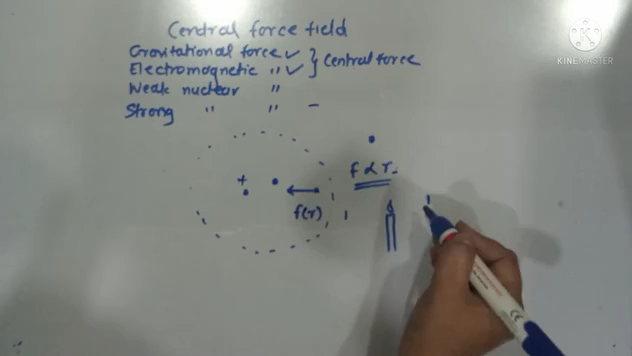 Central force field
Gravitational force ✓
Electromagnetic " ✓ } Central force
Weak nuclear "
Strong " " –
KINEMASTER
+
f ∝ r
f(r)